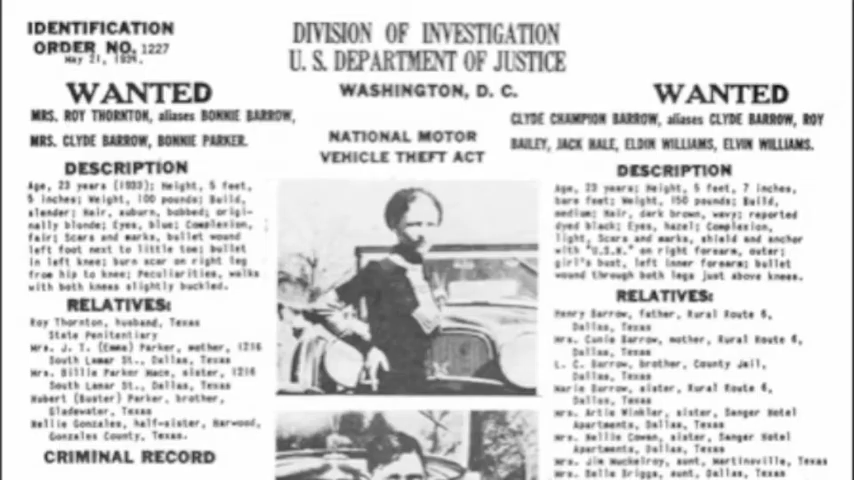 IDENTIFICATION
ORDER NO. 1227
May 21, 1934.
DIVISION OF INVESTIGATION
U. S. DEPARTMENT OF JUSTICE
WASHINGTON, D. C.
NATIONAL MOTOR
VEHICLE THEFT ACT
WANTED
MRS. ROY THORNTON, aliases BONNIE BARROW,
MRS. CLYDE BARROW, BONNIE PARKER.
DESCRIPTION
Age, 23 years (1933); Height, 5 feet,
5 inches; Weight, 100 pounds; Build,
slender; Hair, auburn, bobbed; origi-
nally blonde; Eyes, blue; Complexion,
fair; Scars and marks, bullet wound
left foot next to little toe; bullet
in left knee; burn scar on right leg
from hip to knee; Peculiarities, walks
with both knees slightly buckled.
RELATIVES:
Roy Thornton, husband, Texas
State Penitentiary
Mrs. J. T. (Emma) Parker, mother, 1216
South Lamar St., Dallas, Texas
Mrs. Billie Parker Mace, sister, 1216
South Lamar St., Dallas, Texas
Hubert (Buster) Parker, brother,
Gladewater, Texas
Nellie Gonzales, half-sister, Harwood,
Gonzales County, Texas.
CRIMINAL RECORD
WANTED
CLYDE CHAMPION BARROW, aliases CLYDE BARROW, ROY
BAILEY, JACK HALE, ELDIN WILLIAMS, ELVIN WILLIAMS.
DESCRIPTION
Age, 23 years; Height, 5 feet, 7 inches,
bare feet; Weight, 150 pounds; Build,
medium; Hair, dark brown, wavy; reported
dyed black; Eyes, hazel; Complexion,
light, Scars and marks, shield and anchor
with "U.S.N." on right forearm, outer;
girl's bust, left inner forearm; bullet
wound through both legs just above knees.
RELATIVES:
Henry Barrow, father, Rural Route 6,
Dallas, Texas
Mrs. Cumie Barrow, mother, Rural Route 6,
Dallas, Texas
L. C. Barrow, brother, County Jail,
Dallas, Texas
Marie Barrow, sister, Rural Route 6,
Dallas, Texas
Mrs. Artie Winkler, sister, Sanger Hotel
Apartments, Dallas, Texas
Mrs. Nellie Cowan, sister, Sanger Hotel
Apartments, Dallas, Texas
Mrs. Jim Muckelroy, aunt, Martinsville, Texas
Mrs. Belle Briggs, aunt, Dallas, Texas